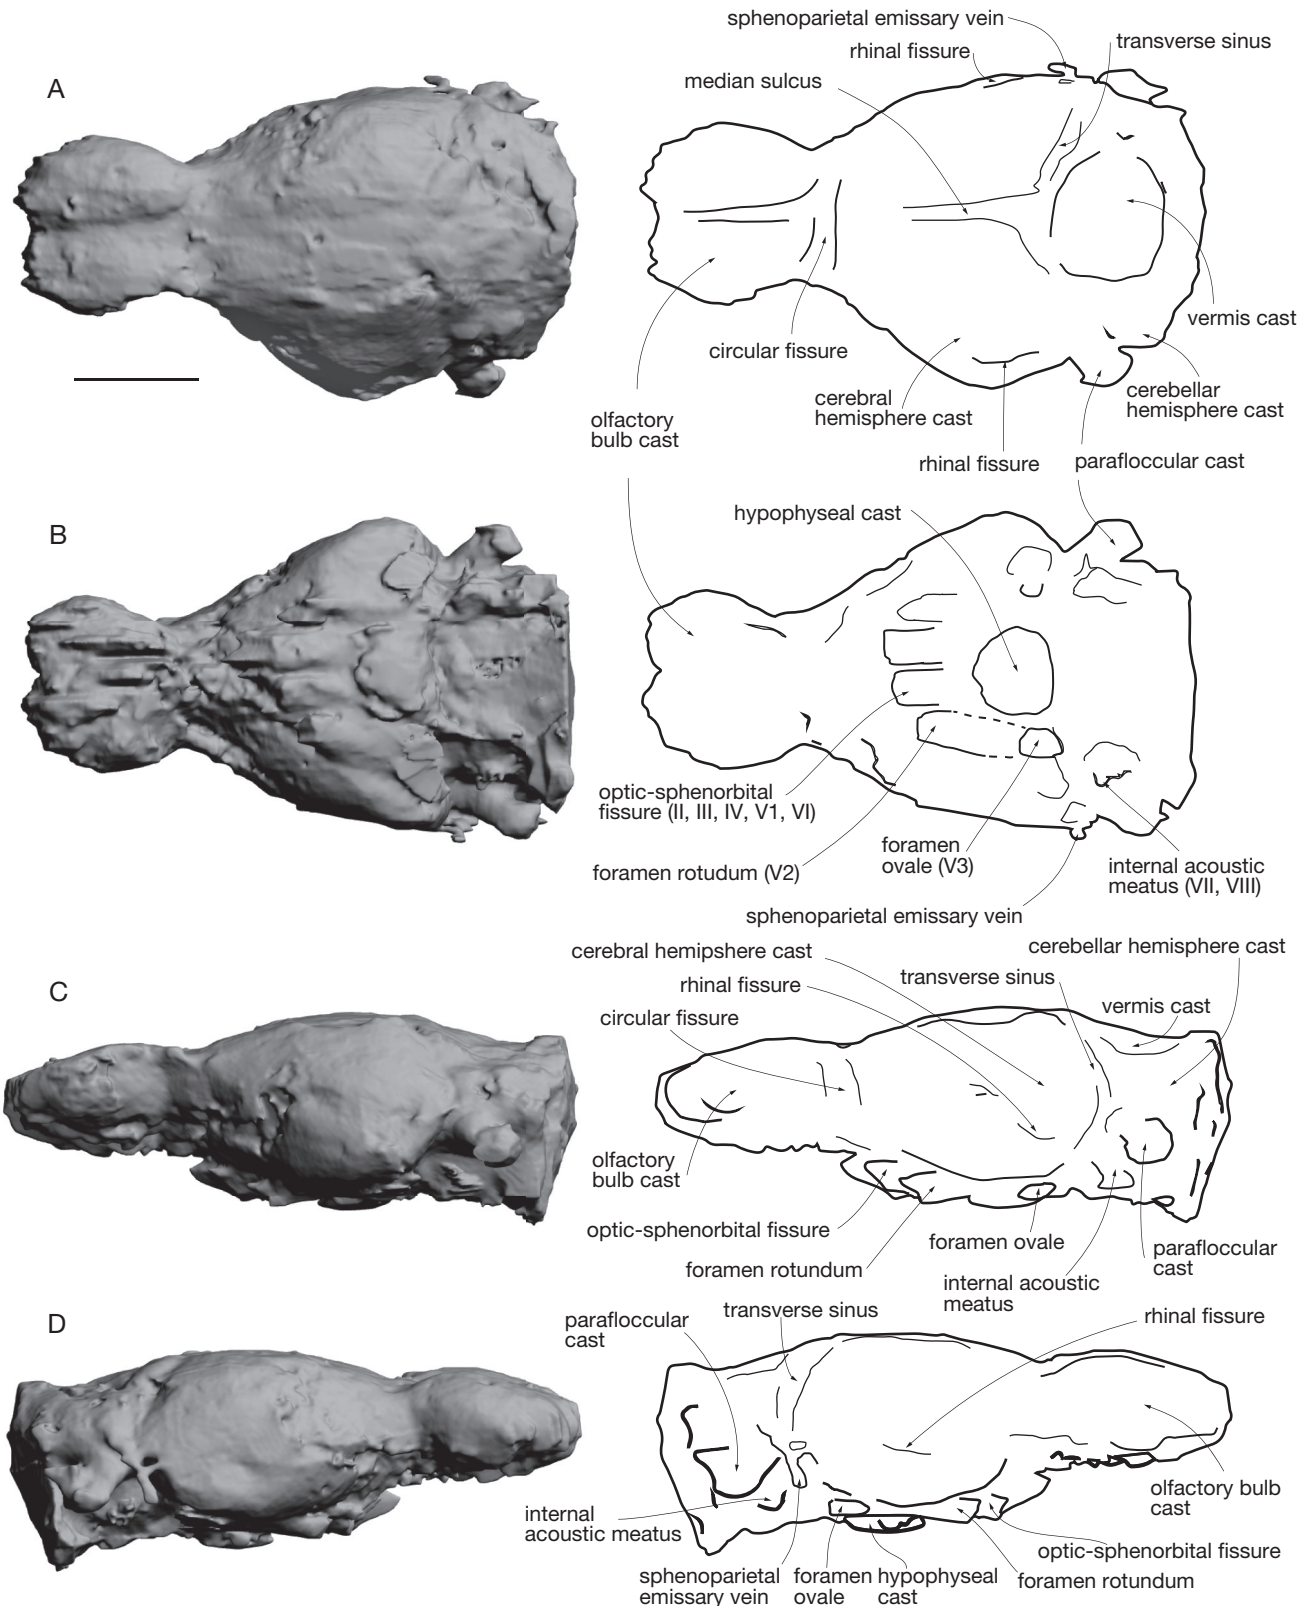 A
sphenoparietal emissary vein
rhinal fissure
transverse sinus
median sulcus
vermis cast
circular fissure
cerebral
hemisphere cast
cerebellar
hemisphere cast
olfactory
bulb cast
rhinal fissure
parafloccular cast
B
hypophyseal cast
optic-sphenorbital
fissure (II, III, IV, V1, VI)
foramen
ovale (V3)
foramen rotudum (V2)
internal acoustic
meatus (VII, VIII)
sphenoparietal emissary vein
C
cerebral hemipshere cast
cerebellar hemisphere cast
rhinal fissure
transverse sinus
circular fissure
vermis cast
olfactory
bulb cast
optic-sphenorbital fissure
foramen ovale
parafloccular
cast
foramen rotundum
internal acoustic
meatus
D
parafloccular
cast
transverse sinus
rhinal fissure
olfactory bulb
cast
internal
acoustic meatus
optic-sphenorbital fissure
sphenoparietal
emissary vein
foramen
ovale
hypophyseal
cast
foramen rotundum